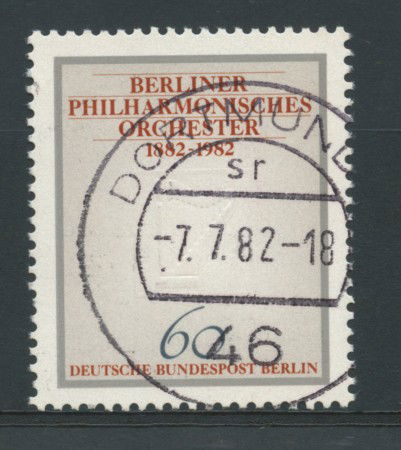 BERLINER
PHILHARMONISCHES
ORCHESTER
1882-1982
DORTMUND
sr
-7.7.82-18
60
46
DEUTSCHE BUNDESPOST BERLIN